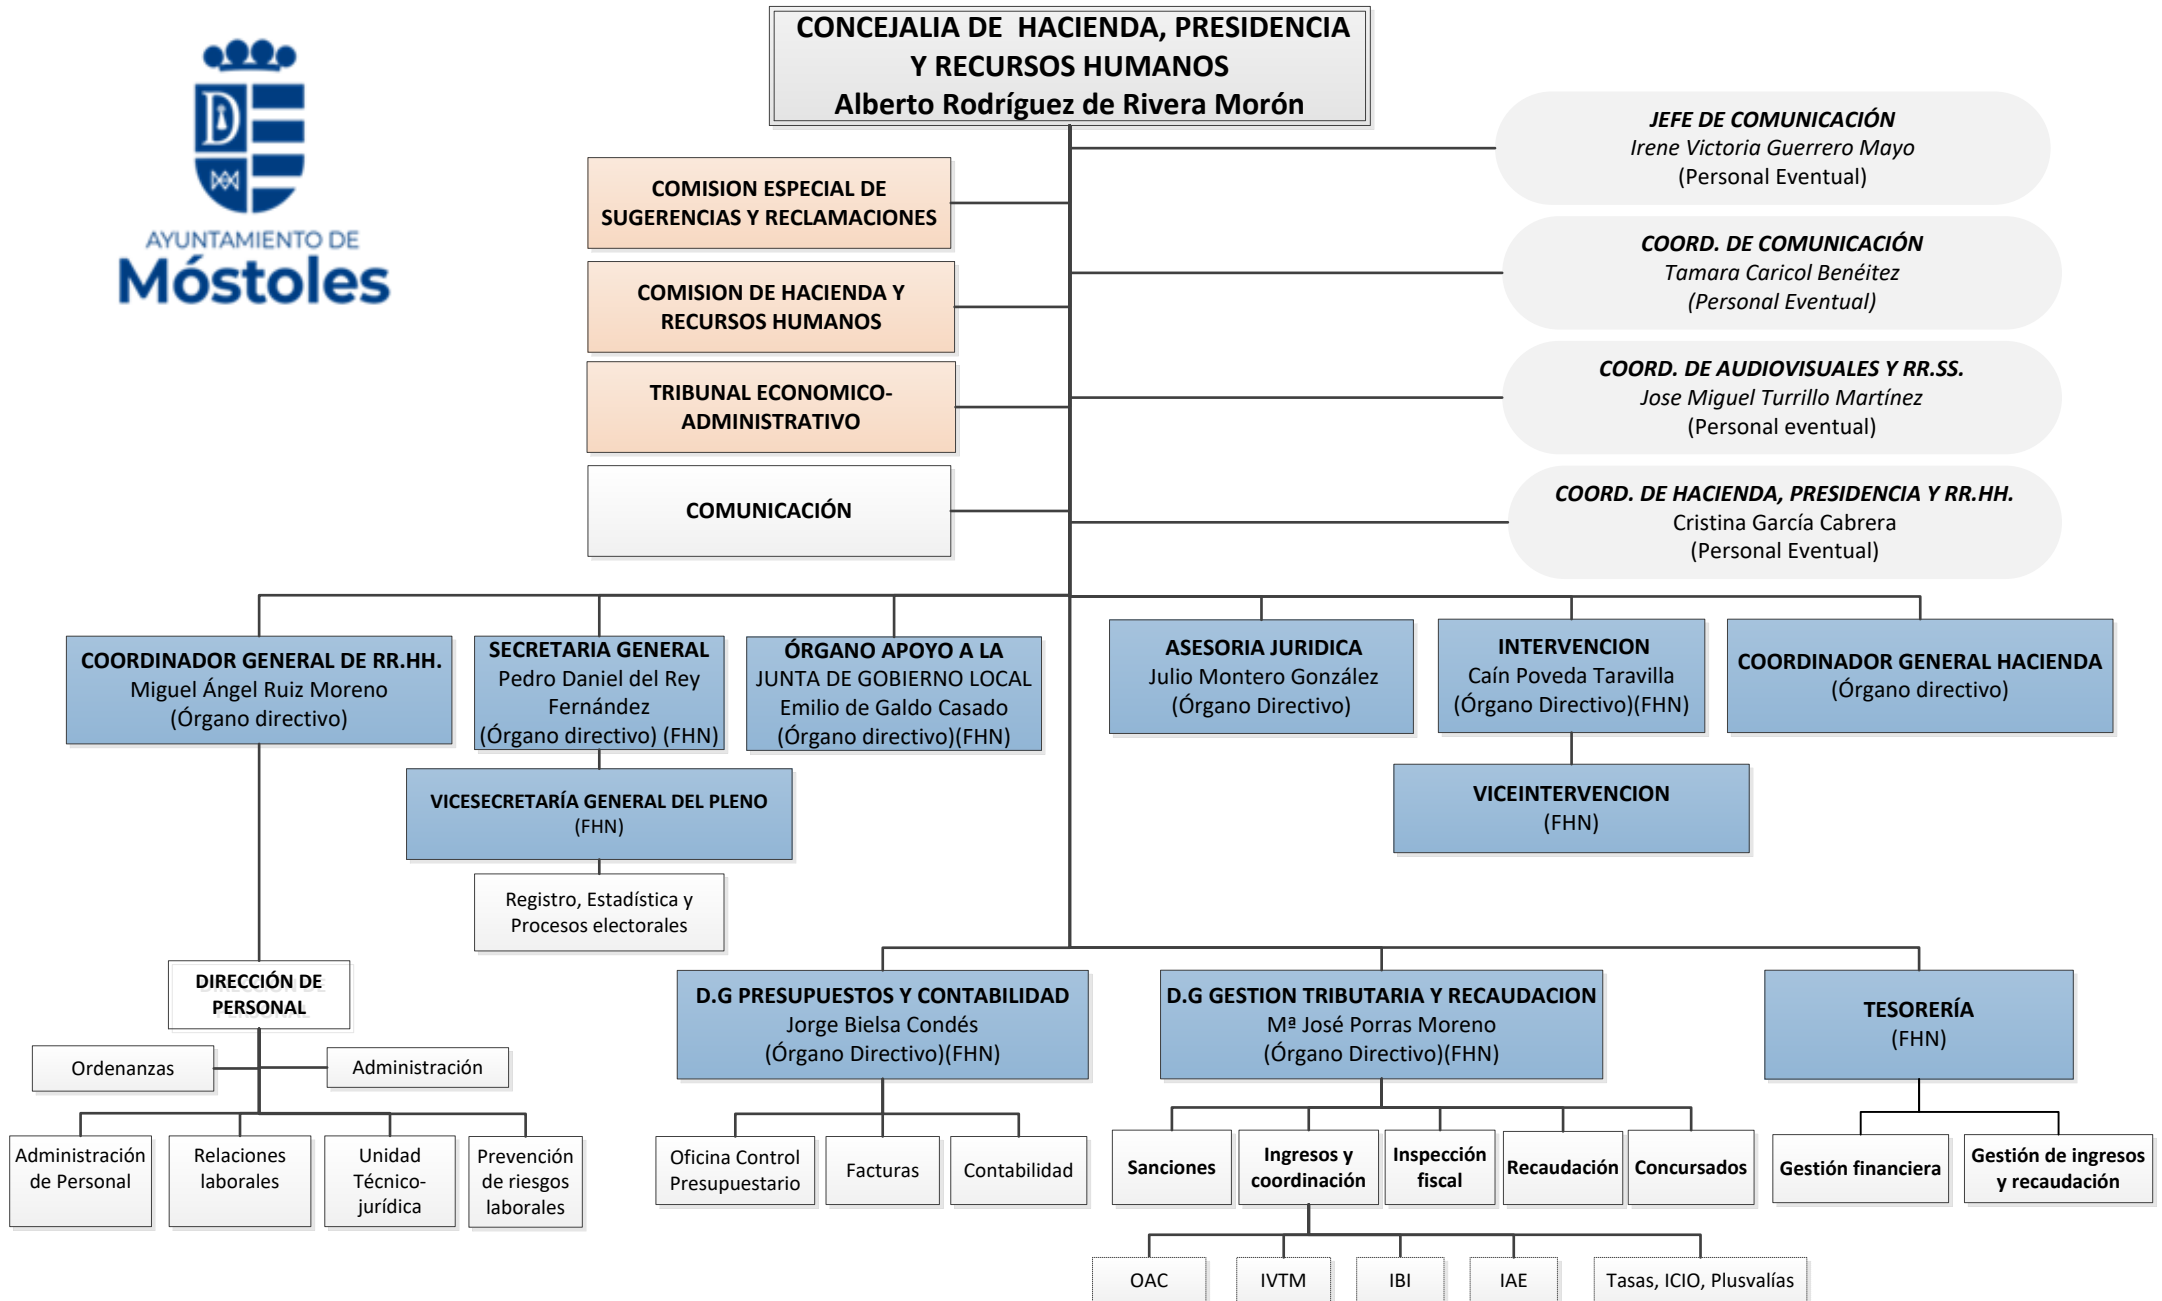 CONCEJALIA DE  HACIENDA, PRESIDENCIA
Y RECURSOS HUMANOS
Alberto Rodríguez de Rivera Morón
D
AYUNTAMIENTO DE
Móstoles
JEFE DE COMUNICACIÓN
Irene Victoria Guerrero Mayo
(Personal Eventual)
COMISION ESPECIAL DE
SUGERENCIAS Y RECLAMACIONES
COORD. DE COMUNICACIÓN
Tamara Caricol Benéitez
(Personal Eventual)
COMISION DE HACIENDA Y
RECURSOS HUMANOS
COORD. DE AUDIOVISUALES Y RR.SS.
Jose Miguel Turrillo Martínez
(Personal eventual)
TRIBUNAL ECONOMICO-
ADMINISTRATIVO
COORD. DE HACIENDA, PRESIDENCIA Y RR.HH.
Cristina García Cabrera
(Personal Eventual)
COMUNICACIÓN
COORDINADOR GENERAL DE RR.HH.
Miguel Ángel Ruiz Moreno
(Órgano directivo)
SECRETARIA GENERAL
Pedro Daniel del Rey
Fernández
(Órgano directivo) (FHN)
ÓRGANO APOYO A LA
JUNTA DE GOBIERNO LOCAL
Emilio de Galdo Casado
(Órgano directivo)(FHN)
ASESORIA JURIDICA
Julio Montero González
(Órgano Directivo)
INTERVENCION
Caín Poveda Taravilla
(Órgano Directivo)(FHN)
COORDINADOR GENERAL HACIENDA
(Órgano directivo)
VICESECRETARÍA GENERAL DEL PLENO
(FHN)
VICEINTERVENCION
(FHN)
Registro, Estadística y
Procesos electorales
DIRECCIÓN DE
PERSONAL
Ordenanzas
Administración
Administración
de Personal
Relaciones
laborales
Unidad
Técnico-
jurídica
Prevención
de riesgos
laborales
D.G PRESUPUESTOS Y CONTABILIDAD
Jorge Bielsa Condés
(Órgano Directivo)(FHN)
D.G GESTION TRIBUTARIA Y RECAUDACION
Mª José Porras Moreno
(Órgano Directivo)(FHN)
TESORERÍA
(FHN)
Oficina Control
Presupuestario
Facturas
Contabilidad
Sanciones
Ingresos y
coordinación
Inspección
fiscal
Recaudación
Concursados
Gestión financiera
Gestión de ingresos
y recaudación
OAC
IVTM
IBI
IAE
Tasas, ICIO, Plusvalías